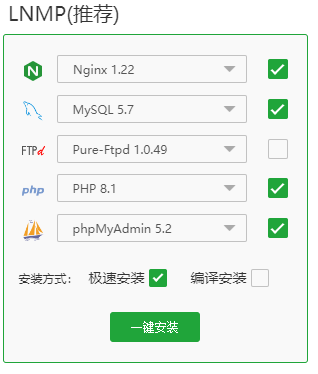 LNMP(推荐)
Nginx 1.22
MySQL 5.7
FTPd Pure-Ftpd 1.0.49
php PHP 8.1
phpMyAdmin 5.2
安装方式: 极速安装 编译安装
一键安装